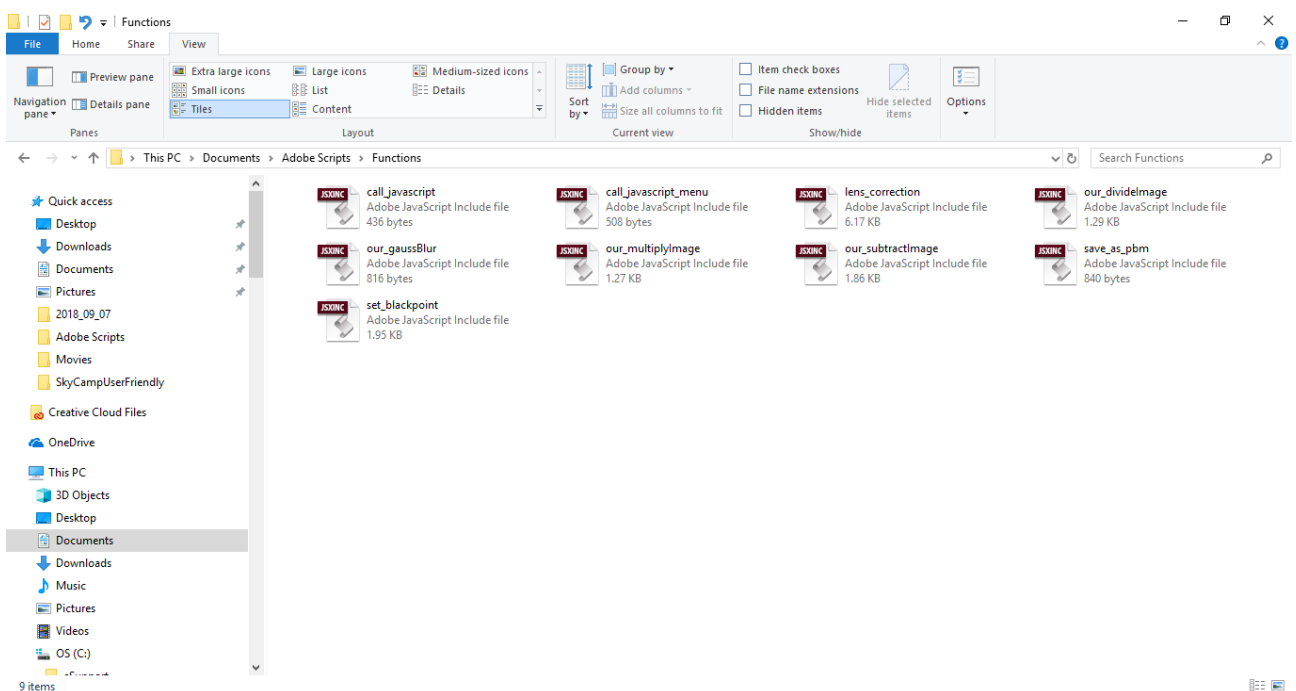 Functions
File Home Share View
Preview pane
Details pane
Navigation pane
Panes
Extra large icons Large icons Medium-sized icons
Small icons List Details
Tiles Content
Layout
Sort by
Group by
Add columns
Size all columns to fit
Current view
Item check boxes
File name extensions
Hidden items
Hide selected items
Show/hide
Options
This PC > Documents > Adobe Scripts > Functions
Search Functions
Quick access
Desktop
Downloads
Documents
Pictures
2018_09_07
Adobe Scripts
Movies
SkyCampUserFriendly
Creative Cloud Files
OneDrive
This PC
3D Objects
Desktop
Documents
Downloads
Music
Pictures
Videos
OS (C:)
JSXINC
call_javascript
Adobe JavaScript Include file
436 bytes
JSXINC
call_javascript_menu
Adobe JavaScript Include file
508 bytes
JSXINC
lens_correction
Adobe JavaScript Include file
6.17 KB
JSXINC
our_divideImage
Adobe JavaScript Include file
1.29 KB
JSXINC
our_gaussBlur
Adobe JavaScript Include file
816 bytes
JSXINC
our_multiplyImage
Adobe JavaScript Include file
1.27 KB
JSXINC
our_subtractImage
Adobe JavaScript Include file
1.86 KB
JSXINC
save_as_pbm
Adobe JavaScript Include file
840 bytes
JSXINC
set_blackpoint
Adobe JavaScript Include file
1.95 KB
9 items